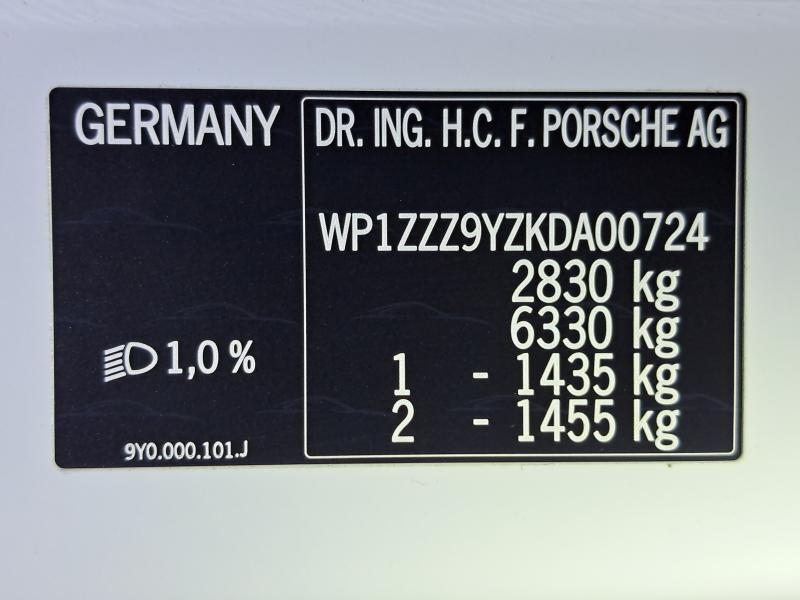 GERMANY
DR. ING. H.C. F. PORSCHE AG
WP1ZZZ9YZKDA00724
2830 kg
6330 kg
1 - 1435 kg
2 - 1455 kg
1,0 %
9Y0.000.101.J